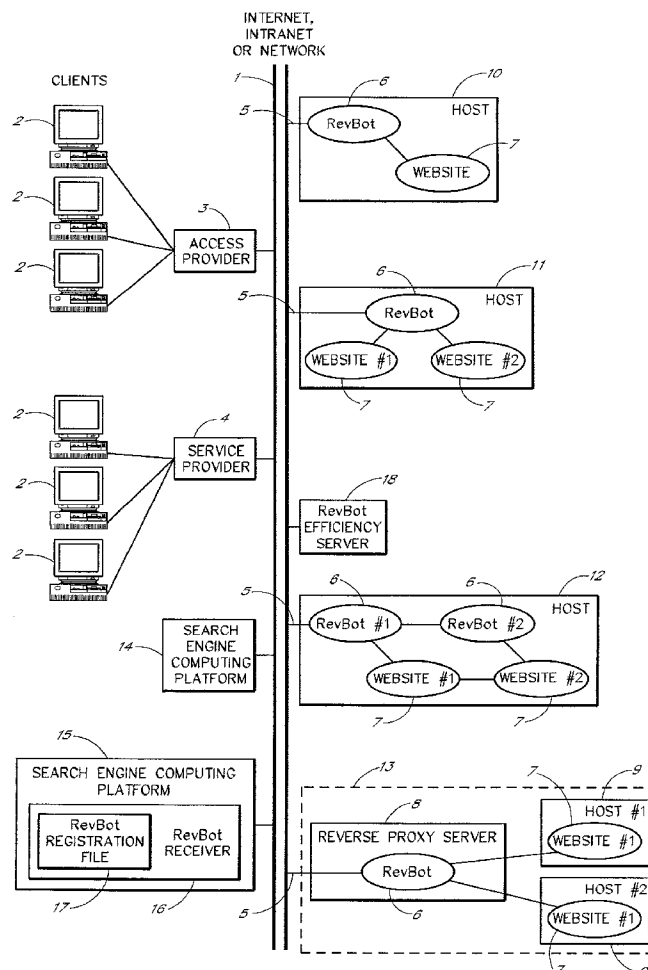 INTERNET,
INTRANET
OR NETWORK
CLIENTS
1
2
2
2
3
ACCESS
PROVIDER
2
2
2
4
SERVICE
PROVIDER
14
SEARCH
ENGINE
COMPUTING
PLATFORM
15
SEARCH ENGINE COMPUTING
PLATFORM
RevBot
REGISTRATION
FILE
RevBot
RECEIVER
17
16
5
6
10
HOST
RevBot
7
WEBSITE
5
6
11
HOST
RevBot
WEBSITE #1
WEBSITE #2
7
7
18
RevBot
EFFICIENCY
SERVER
5
6
6
12
HOST
RevBot #1
RevBot #2
WEBSITE #1
WEBSITE #2
7
7
13
8
REVERSE PROXY SERVER
RevBot
5
6
7
9
HOST #1
WEBSITE #1
HOST #2
WEBSITE #1
7
9